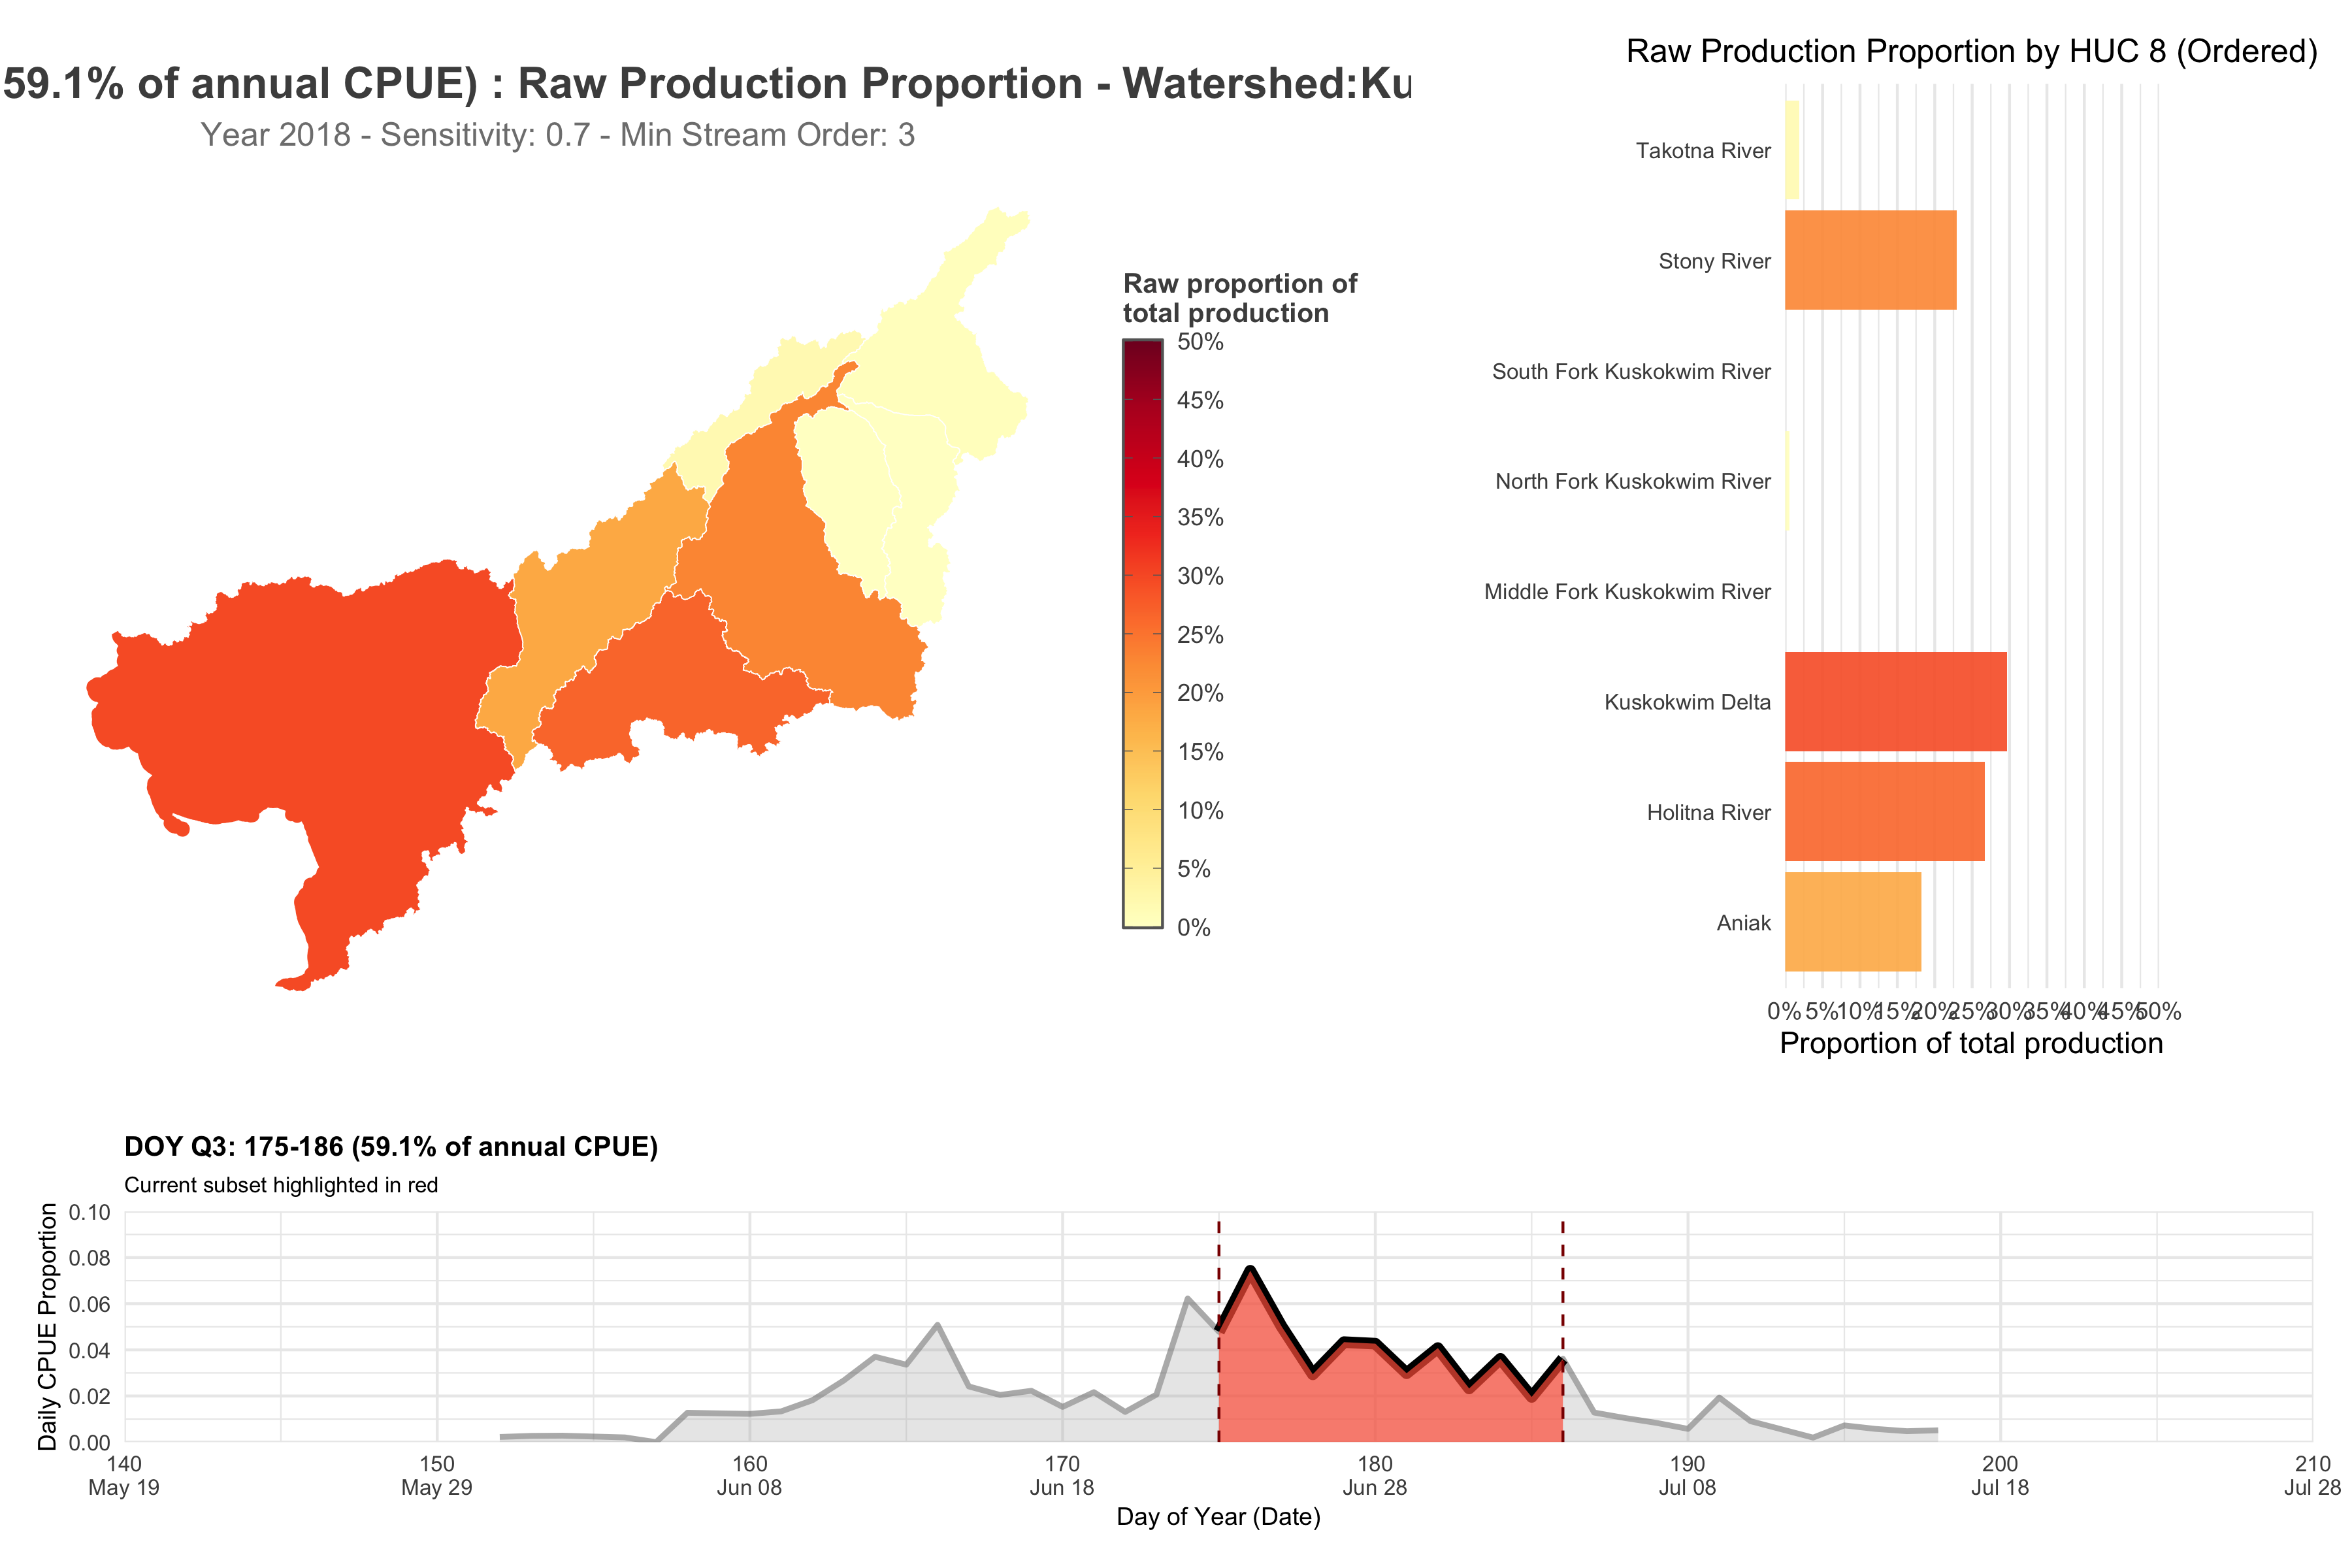 59.1% of annual CPUE) : Raw Production Proportion - Watershed:Ku
Year 2018 - Sensitivity: 0.7 - Min Stream Order: 3
Raw proportion of
total production
50%
45%
40%
35%
30%
25%
20%
15%
10%
5%
0%
Raw Production Proportion by HUC 8 (Ordered)
Takotna River
Stony River
South Fork Kuskokwim River
North Fork Kuskokwim River
Middle Fork Kuskokwim River
Kuskokwim Delta
Holitna River
Aniak
0% 5% 10% 15% 20% 25% 30% 35% 40% 45% 50%
Proportion of total production
DOY Q3: 175-186 (59.1% of annual CPUE)
Current subset highlighted in red
Daily CPUE Proportion
0.10
0.08
0.06
0.04
0.02
0.00
140 150 160 170 180 190 200 210
May 19 May 29 Jun 08 Jun 18 Jun 28 Jul 08 Jul 18 Jul 28
Day of Year (Date)